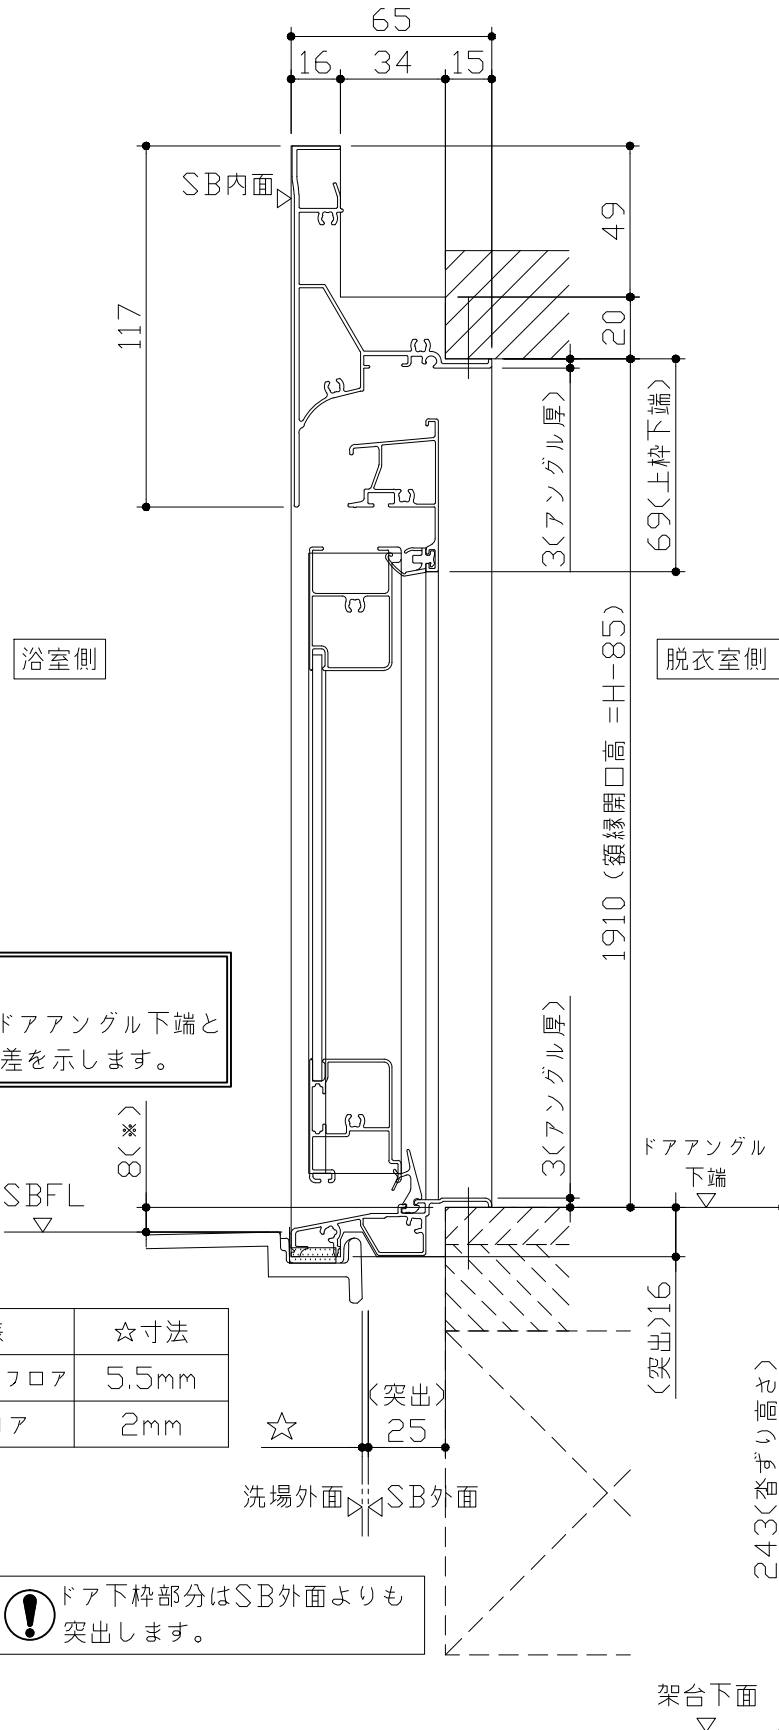 65
16
34
15
SB内面
49
20
117
3(アングル厚)
69(上枠下端)
浴室側
脱衣室側
1910 (額縁開口高 =H-85)
ドアアングル下端と
差を示します。
8(※)
3(アングル厚)
ドアアングル
下端
SBFL
☆寸法
フロア
5.5mm
ア
2mm
(突出)16
(突出)
25
☆
243(沓ずり高さ)
洗場外面
SB外面
ドア下枠部分はSB外面よりも
突出します。
架台下面